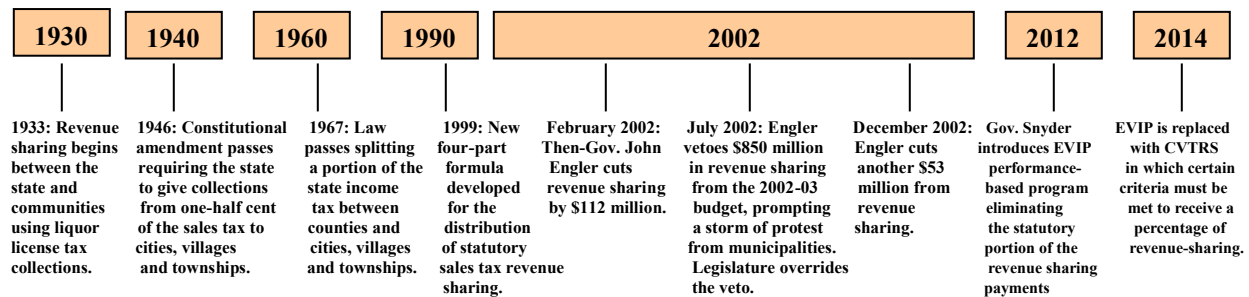 1930
1940
1960
1990
2002
2012
2014
1933: Revenue
sharing begins
between the
state and
communities
using liquor
license tax
collections.
1946: Constitutional
amendment passes
requiring the state
to give collections
from one-half cent
of the sales tax to
cities, villages
and townships.
1967: Law
passes splitting
a portion of the
state income
tax between
counties and
cities, villages
and townships.
1999: New
four-part
formula
developed
for the
distribution
of statutory
sales tax revenue
sharing.
February 2002:
Then-Gov. John
Engler cuts
revenue sharing
by $112 million.
July 2002: Engler
vetoes $850 million
in revenue sharing
from the 2002-03
budget, prompting
a storm of protest
from municipalities.
Legislature overrides
the veto.
December 2002:
Engler cuts
another $53
million from
revenue
sharing.
Gov. Snyder
introduces EVIP
performance-
based program
eliminating
the statutory
portion of the
revenue sharing
payments
EVIP is replaced
with CVTRS
in which certain
criteria must be
met to receive a
percentage of
revenue-sharing.